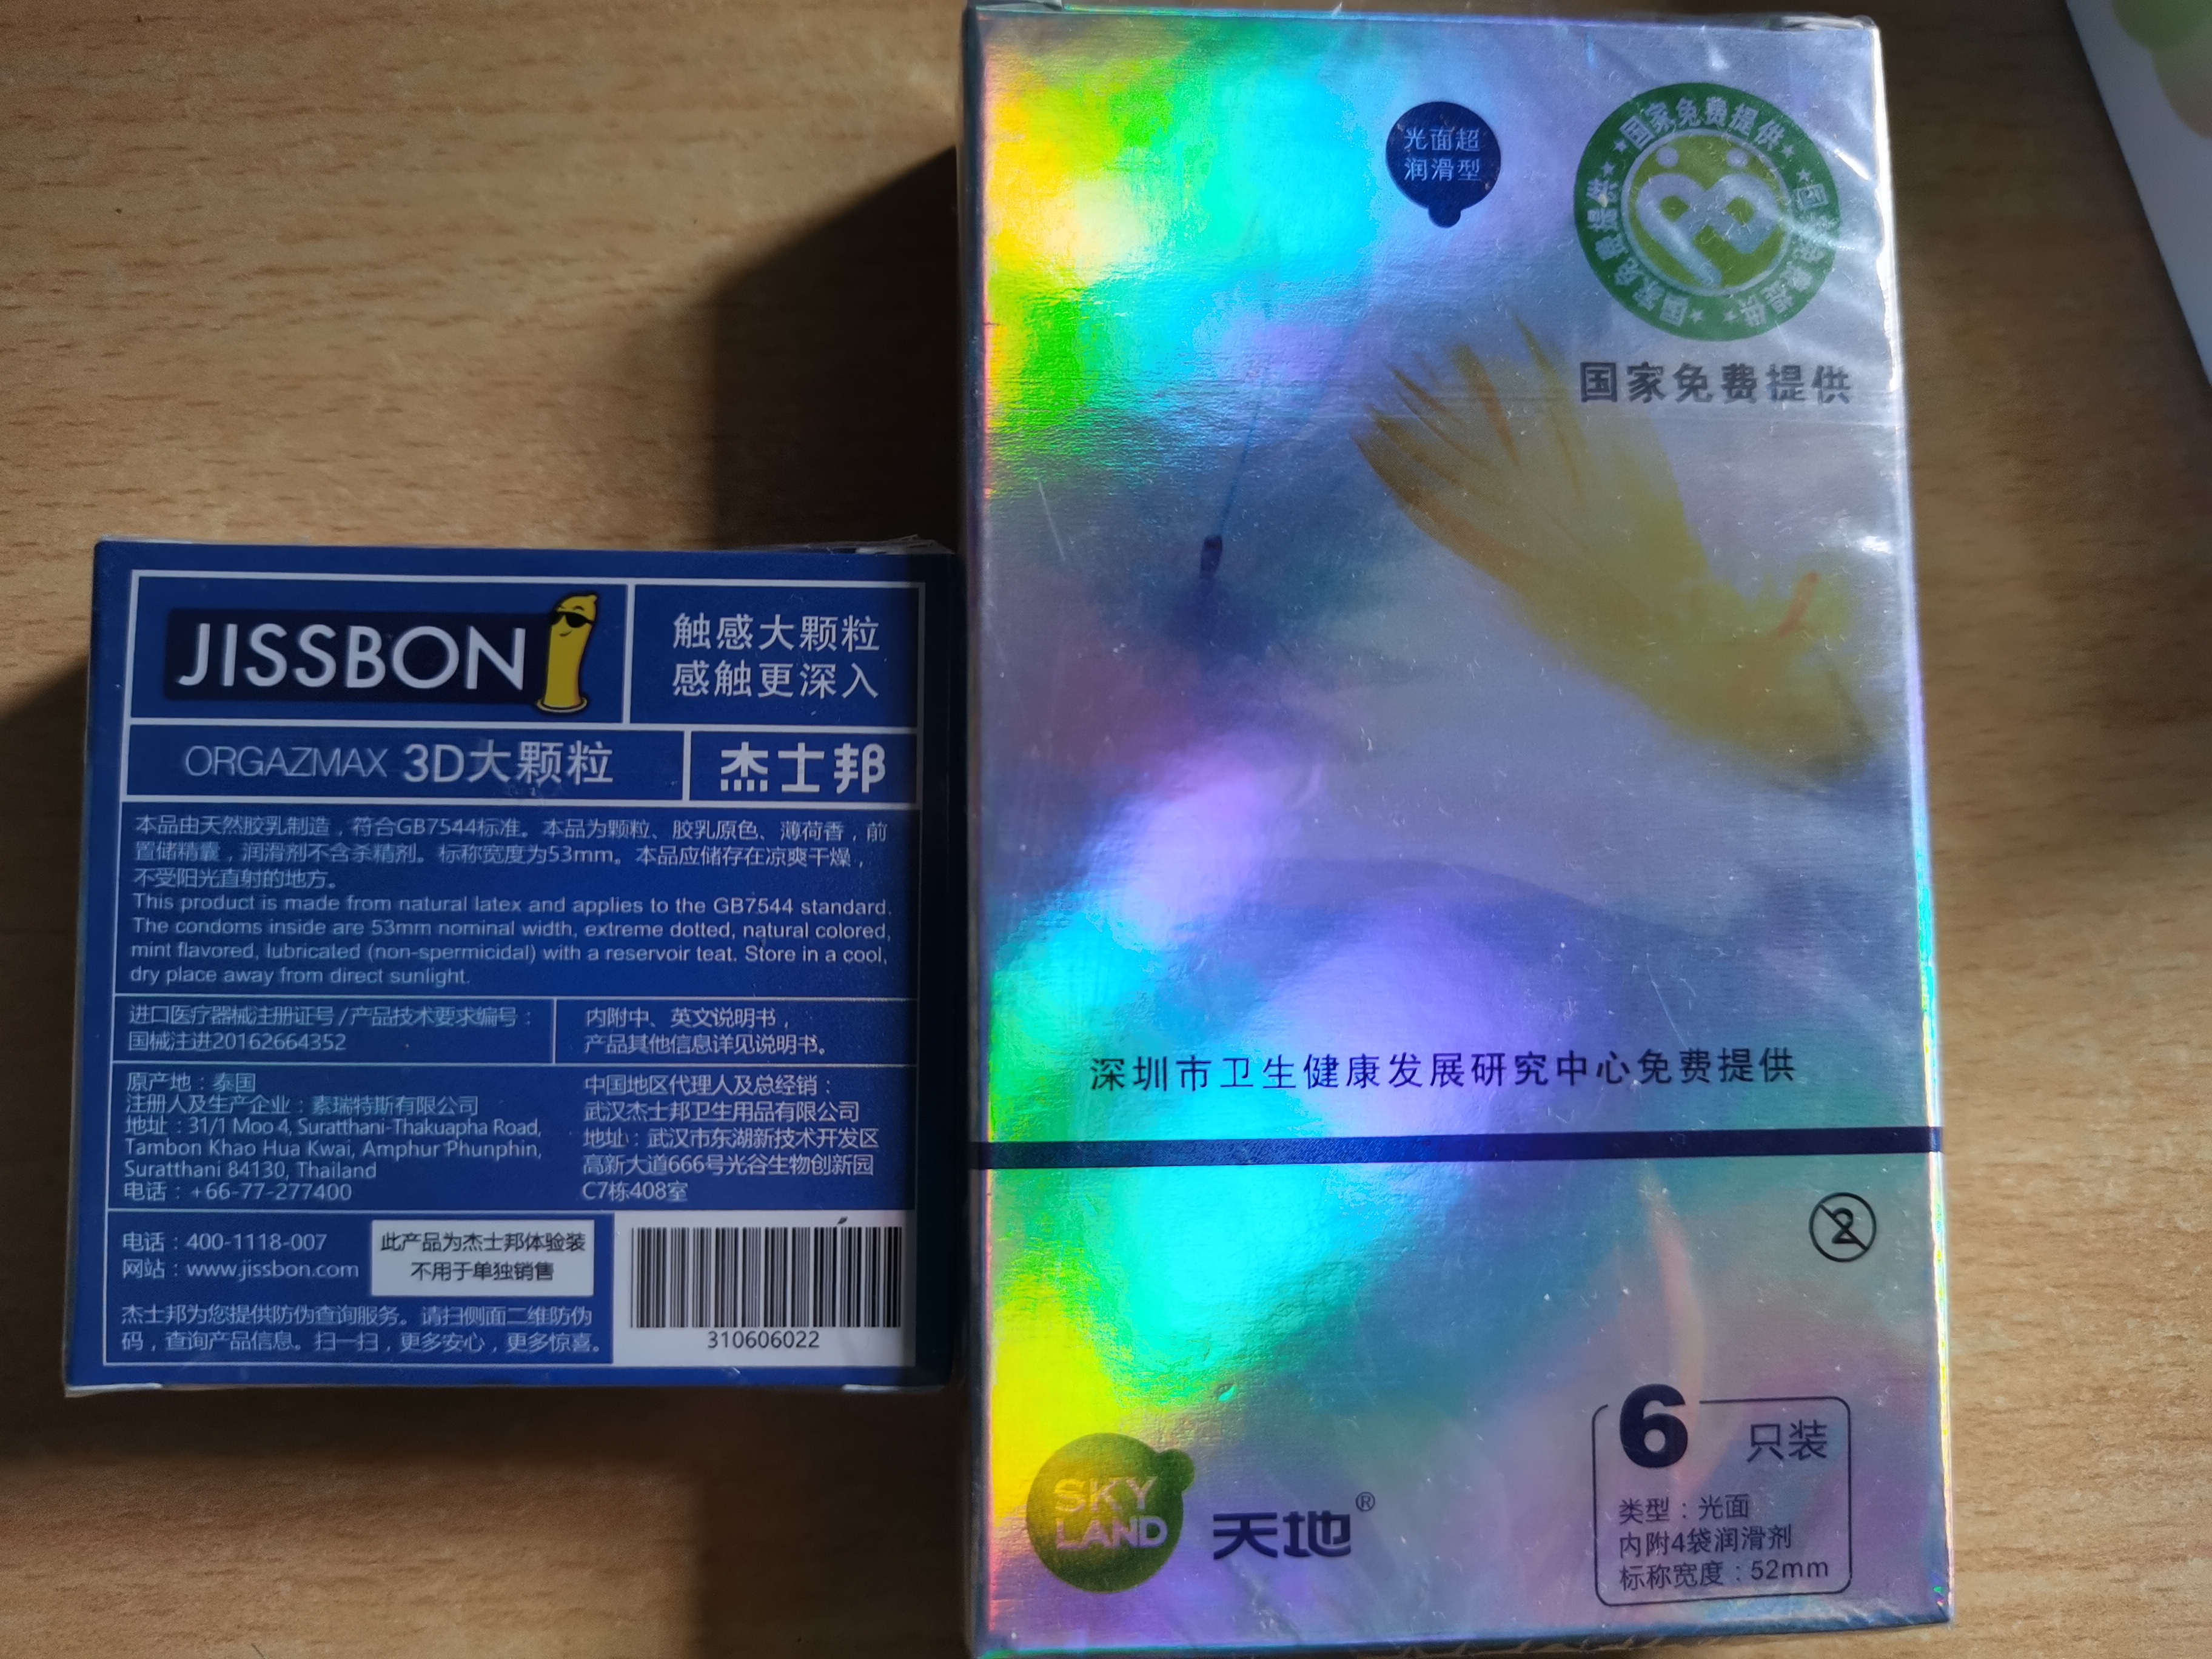 JISSBON
触感大颗粒
感触更深入
ORGAZMAX 3D大颗粒
杰士邦
本品由天然胶乳制造，符合GB7544标准。本品为颗粒、胶乳原色、薄荷香，前
置储精囊，润滑剂不含杀精剂。标称宽度为53mm。本品应储存在凉爽干燥，
不受阳光直射的地方。
This product is made from natural latex and applies to the GB7544 standard.
The condoms inside are 53mm nominal width, extreme dotted, natural colored,
mint flavored, lubricated (non-spermicidal) with a reservoir teat. Store in a cool,
dry place away from direct sunlight.
进口医疗器械注册证号/产品技术要求编号：
国械注进20162664352
内附中、英文说明书，
产品其他信息详见说明书。
原产地：泰国
注册人及生产企业：素瑞特斯有限公司
地址：31/1 Moo 4, Suratthani-Thakuapha Road,
Tambon Khao Hua Kwai, Amphur Phunphin,
Suratthani 84130, Thailand
电话：+66-77-277400
中国地区代理人及总经销：
武汉杰士邦卫生用品有限公司
地址：武汉市东湖新技术开发区
高新大道666号光谷生物创新园
C7栋408室
电话：400-1118-007
网站：www.jissbon.com
此产品为杰士邦体验装
不用于单独销售
杰士邦为您提供防伪查询服务。请扫侧面二维防伪
码，查询产品信息。扫一扫，更多安心，更多惊喜。
310606022
光面超
润滑型
国家免费提供
国家免费提供
国家免费提供
国家免费提供
国家免费提供
深圳市卫生健康发展研究中心免费提供
2
SKY
LAND
天地®
6只装
类型：光面
内附4袋润滑剂
标称宽度：52mm